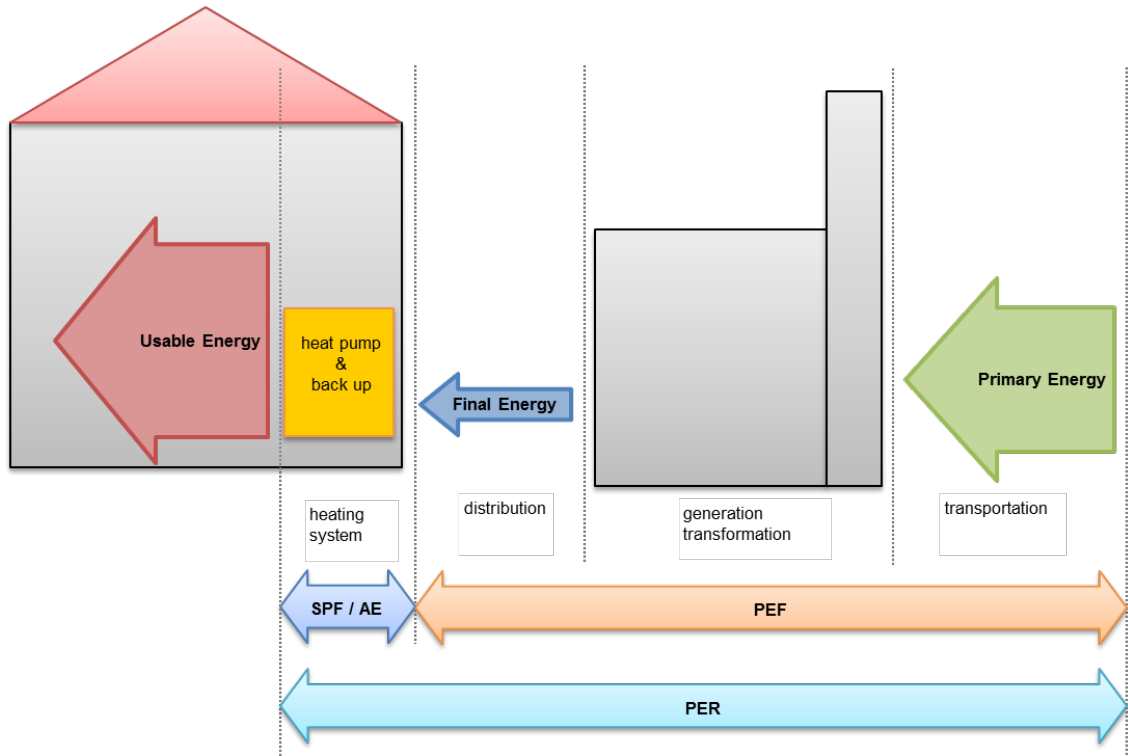 Usable Energy
heat pump
&
back up
Final Energy
Primary Energy
heating
system
distribution
generation
transformation
transportation
SPF / AE
PEF
PER